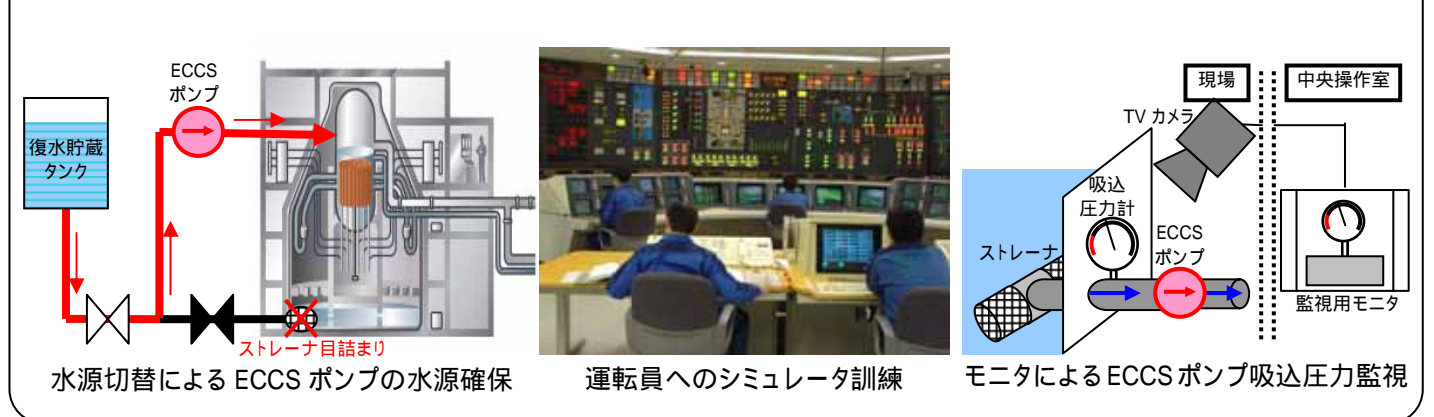 ECCS
ポンプ
復水貯蔵
タンク
ストレーナ目詰まり
水源切替による ECCS ポンプの水源確保
運転員へのシミュレータ訓練
現場
中央操作室
TV カメラ
吸込
圧力計
ストレーナ
ECCS
ポンプ
監視用モニタ
モニタによるECCSポンプ吸込圧力監視